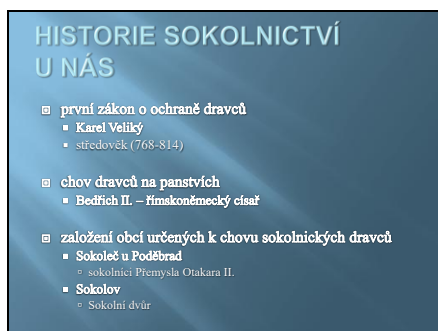 HISTORIE SOKOLNICTVÍ
U NÁS
první zákon o ochraně dravců
Karel Veliký
středověk (768-814)
chov dravců na panstvích
Bedřich II. – římskoněmecký císař
založení obcí určených k chovu sokolnických dravců
Sokoleč u Poděbrad
sokolníci Přemysla Otakara II.
Sokolov
Sokolní dvůr